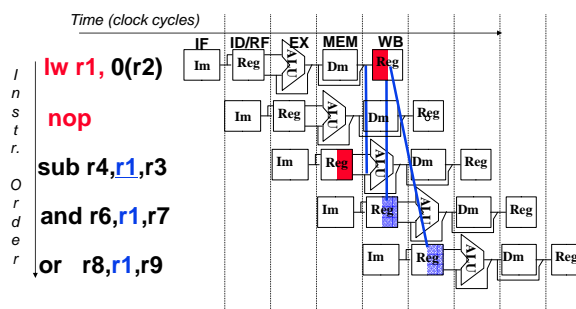 Time (clock cycles)
IF ID/RF EX MEM WB
Instr. Order
lw r1, 0(r2)
Im Reg ALU Dm Reg
nop
Im Reg ALU Dm Reg
sub r4,r1,r3
Im Reg ALU Dm Reg
and r6,r1,r7
Im Reg ALU Dm Reg
or r8,r1,r9
Im Reg ALU Dm Reg